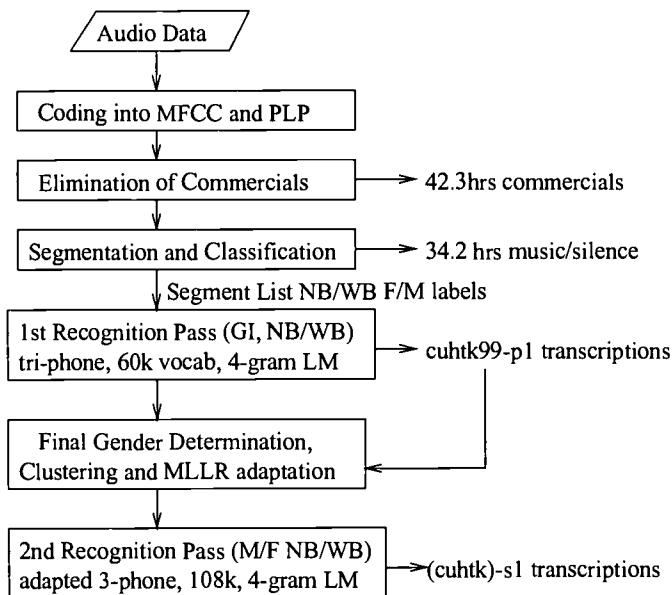 Audio Data
Coding into MFCC and PLP
Elimination of Commercials
42.3hrs commercials
Segmentation and Classification
34.2 hrs music/silence
Segment List NB/WB F/M labels
1st Recognition Pass (GI, NB/WB)
tri-phone, 60k vocab, 4-gram LM
cuhtk99-p1 transcriptions
Final Gender Determination,
Clustering and MLLR adaptation
2nd Recognition Pass (M/F NB/WB)
adapted 3-phone, 108k, 4-gram LM
(cuhtk)-s1 transcriptions